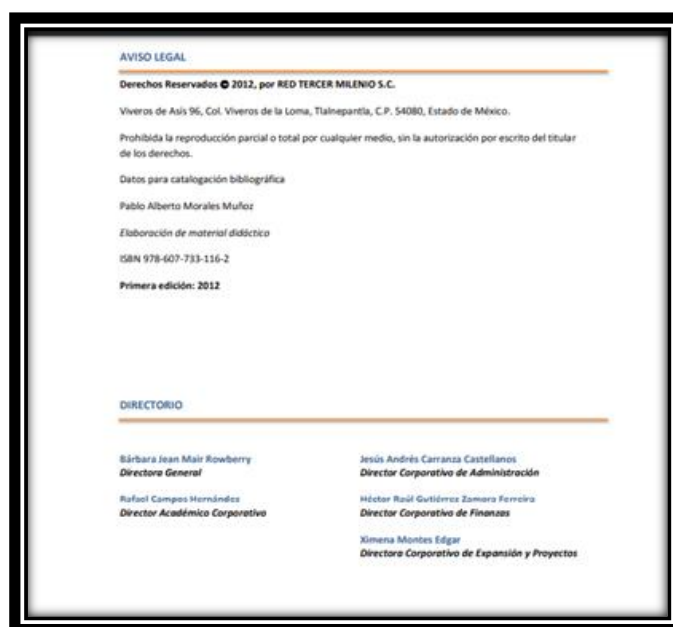 AVISO LEGAL
Derechos Reservados © 2012, por RED TERCER MILENIO S.C.
Viveros de Asís 96, Col. Viveros de la Loma, Tlalnepantla, C.P. 54080, Estado de México.
Prohibida la reproducción parcial o total por cualquier medio, sin la autorización por escrito del titular
de los derechos.
Datos para catalogación bibliográfica
Pablo Alberto Morales Muñoz
Elaboración de material didáctico
ISBN 978-607-733-116-2
Primera edición: 2012
DIRECTORIO
Bárbara Jean Mair Rowberry
Directora General
Rafael Campos Hernández
Director Académico Corporativo
Jesús Andrés Carranza Castellanos
Director Corporativo de Administración
Héctor Raúl Gutiérrez Zamora Ferreira
Director Corporativo de Finanzas
Ximena Montes Edgar
Directora Corporativo de Expansión y Proyectos